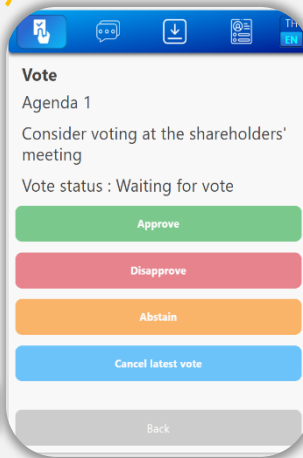 TH
EN
Vote
Agenda 1
Consider voting at the shareholders'
meeting
Vote status : Waiting for vote
Approve
Disapprove
Abstain
Cancel latest vote
Back